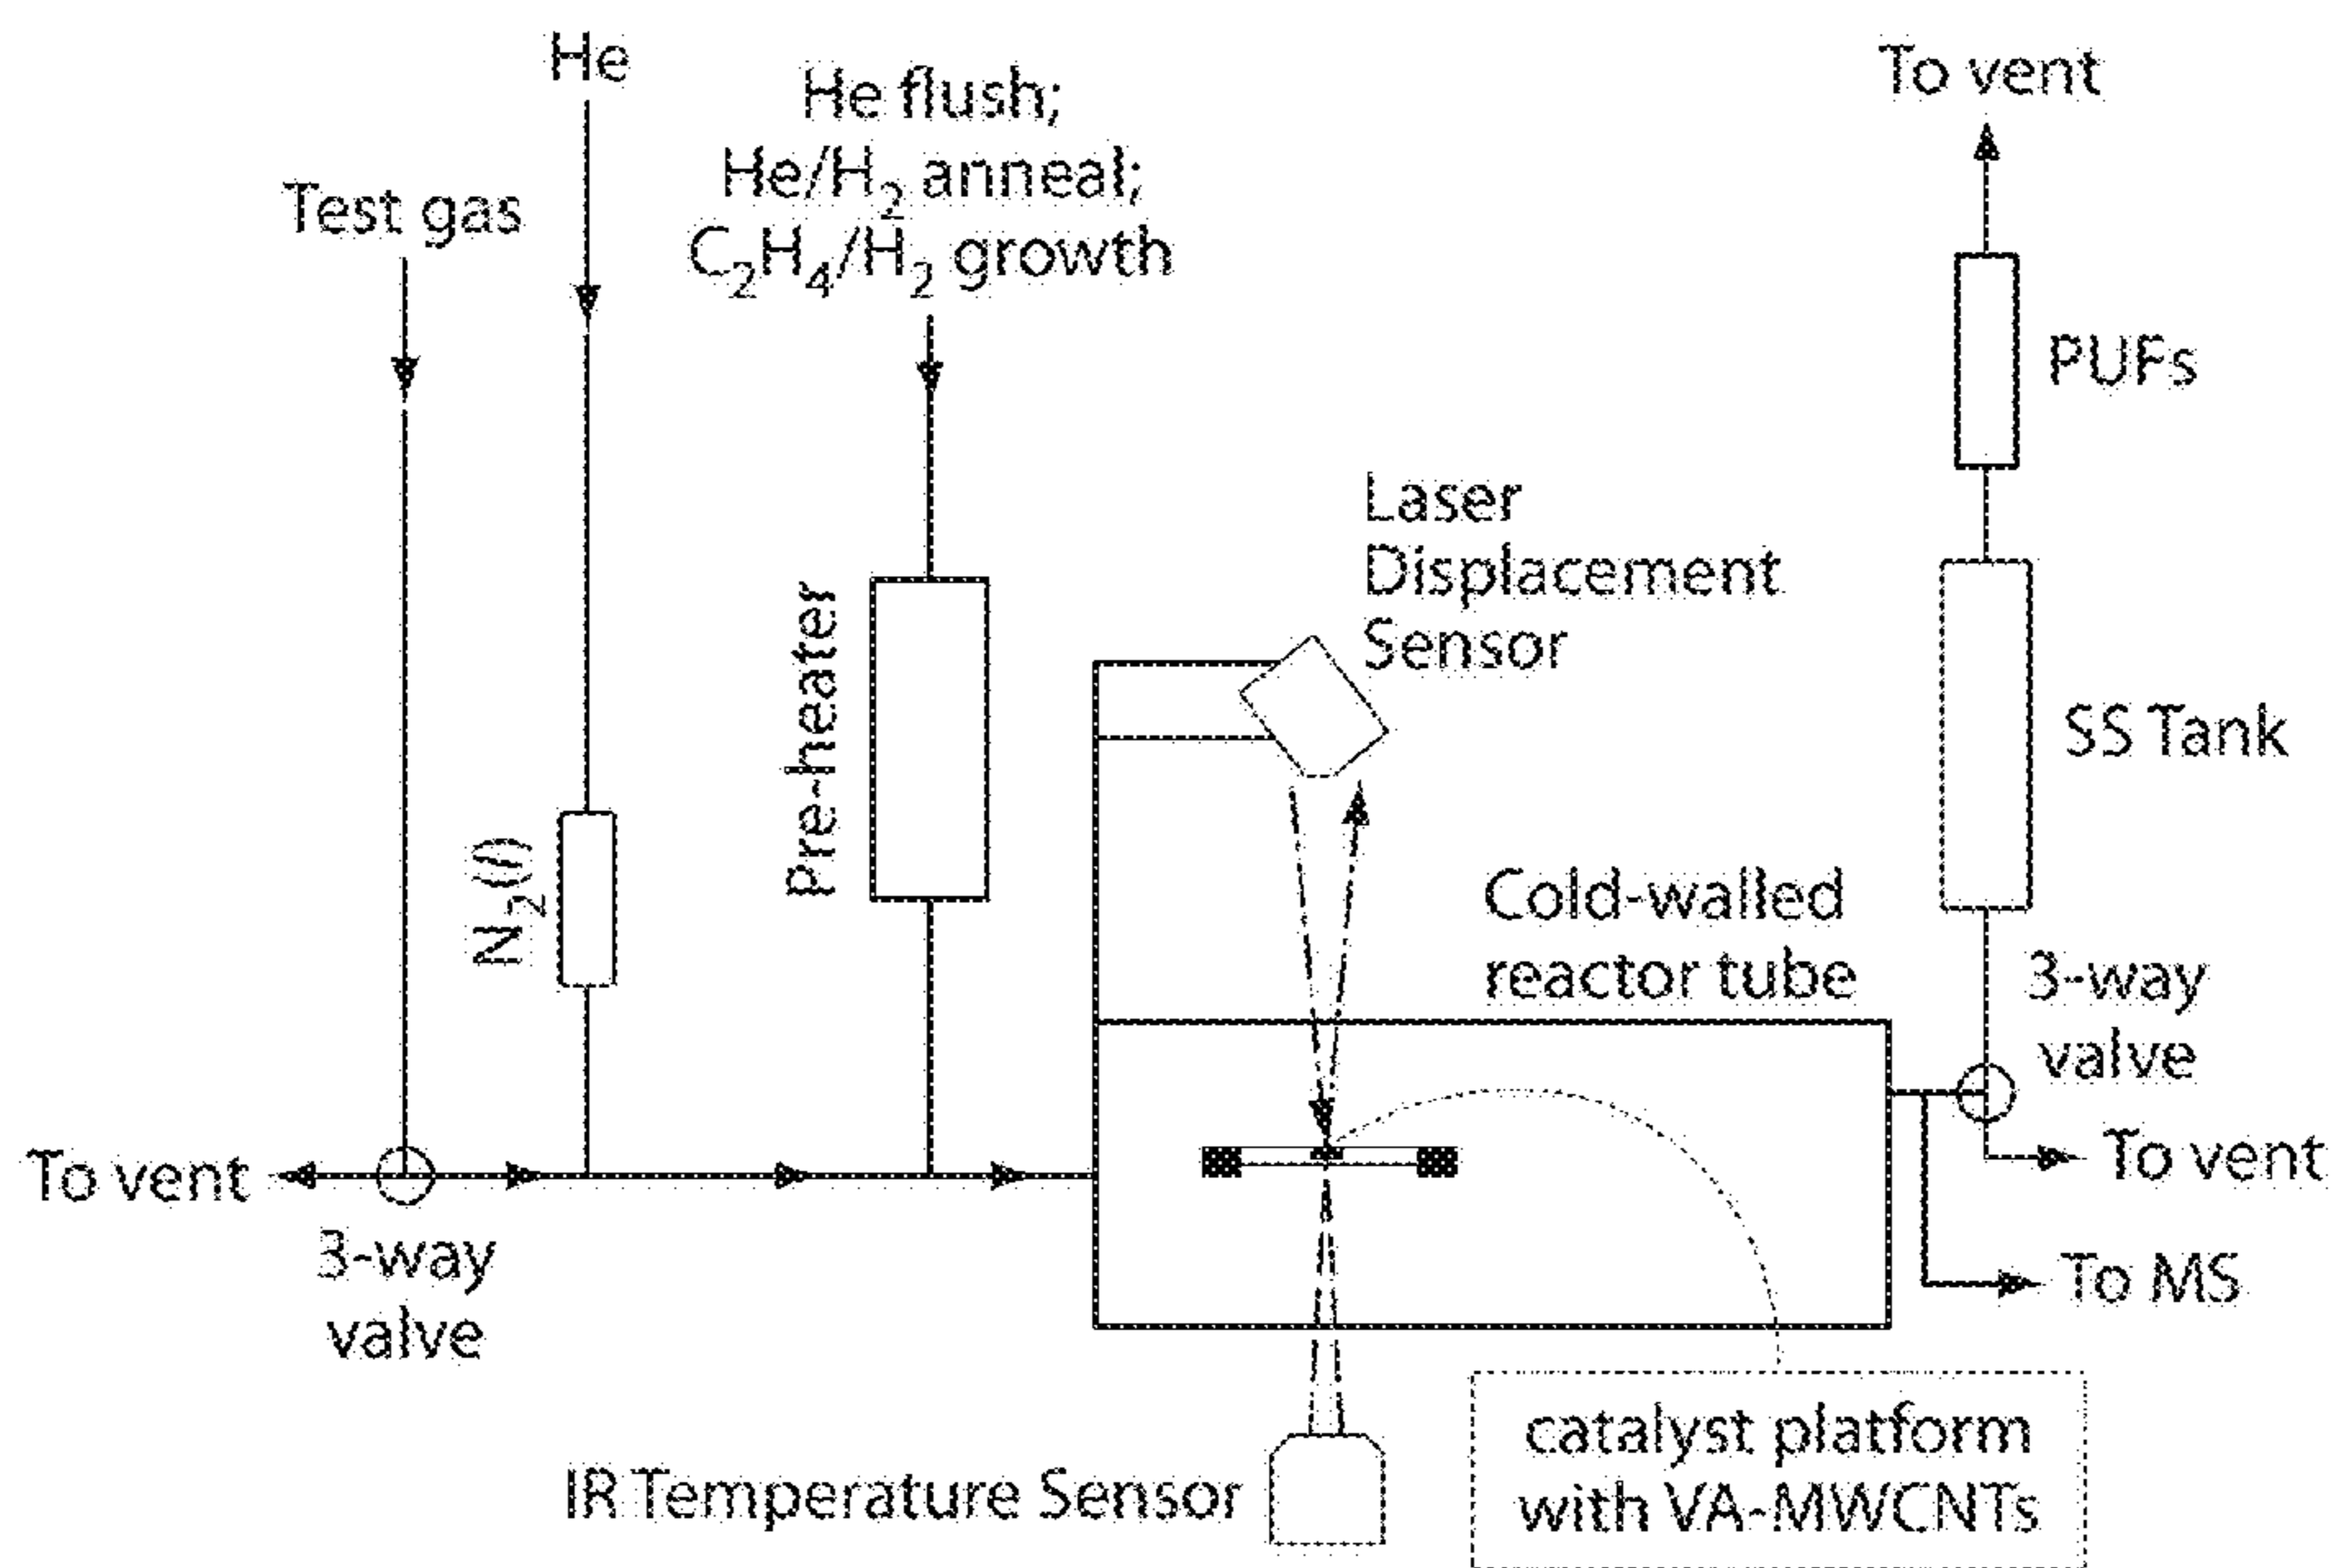 He
He flush;
He/H₂ anneal;
C₂H₄/H₂ growth
Test gas
To vent
PUFs
Laser
Displacement
Sensor
Pre-heater
SS Tank
N₂(l)
Cold-walled
reactor tube
3-way
valve
To vent
To vent
3-way
valve
To MS
IR Temperature Sensor
catalyst platform
with VA-MWCNTs